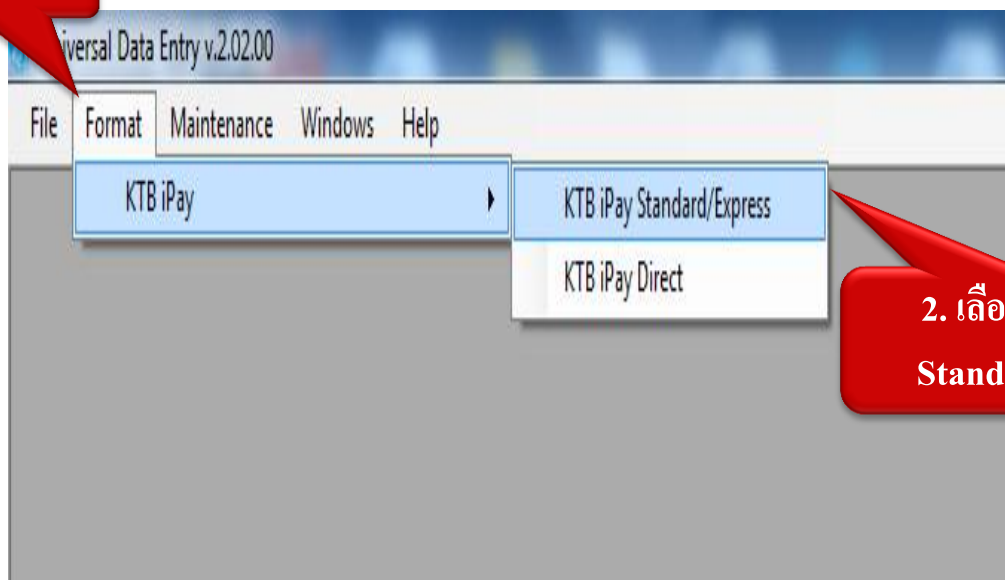 Universal Data Entry v.2.02.00
File Format Maintenance Windows Help
KTB iPay
KTB iPay Standard/Express
KTB iPay Direct
2. เลือ
Stand